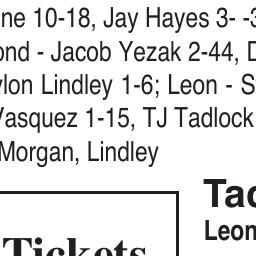 ne 10-18, Jay Hayes 3- -3
ond - Jacob Yezak 2-44, D
ylon Lindley 1-6; Leon - S
Vasquez 1-15, TJ Tadlock
Morgan, Lindley
Tac
Leon
Tickets